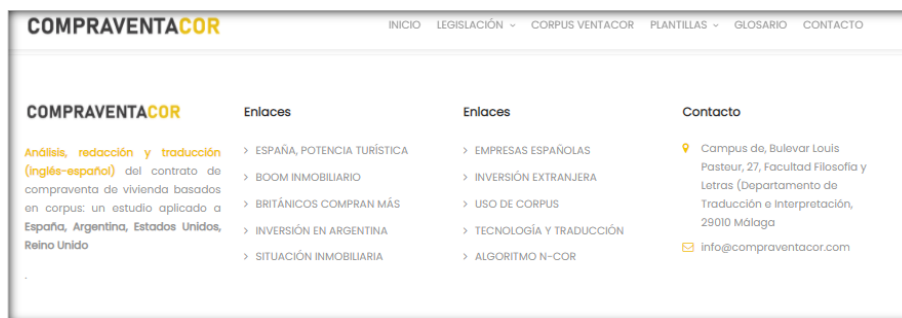 COMPRAVENTACOR
INICIO LEGISLACIÓN CORPUS VENTACOR PLANTILLAS GLOSARIO CONTACTO
COMPRAVENTACOR
Análisis, redacción y traducción
(inglés-español) del contrato de
compraventa de vivienda basados
en corpus: un estudio aplicado a
España, Argentina, Estados Unidos,
Reino Unido
.
Enlaces
> ESPAÑA, POTENCIA TURÍSTICA
> BOOM INMOBILIARIO
> BRITÁNICOS COMPRAN MÁS
> INVERSIÓN EN ARGENTINA
> SITUACIÓN INMOBILIARIA
Enlaces
> EMPRESAS ESPAÑOLAS
> INVERSIÓN EXTRANJERA
> USO DE CORPUS
> TECNOLOGÍA Y TRADUCCIÓN
> ALGORITMO N-COR
Contacto
Campus de, Bulevar Louis
Pasteur, 27, Facultad Filosofía y
Letras (Departamento de
Traducción e Interpretación,
29010 Málaga
info@compraventacor.com